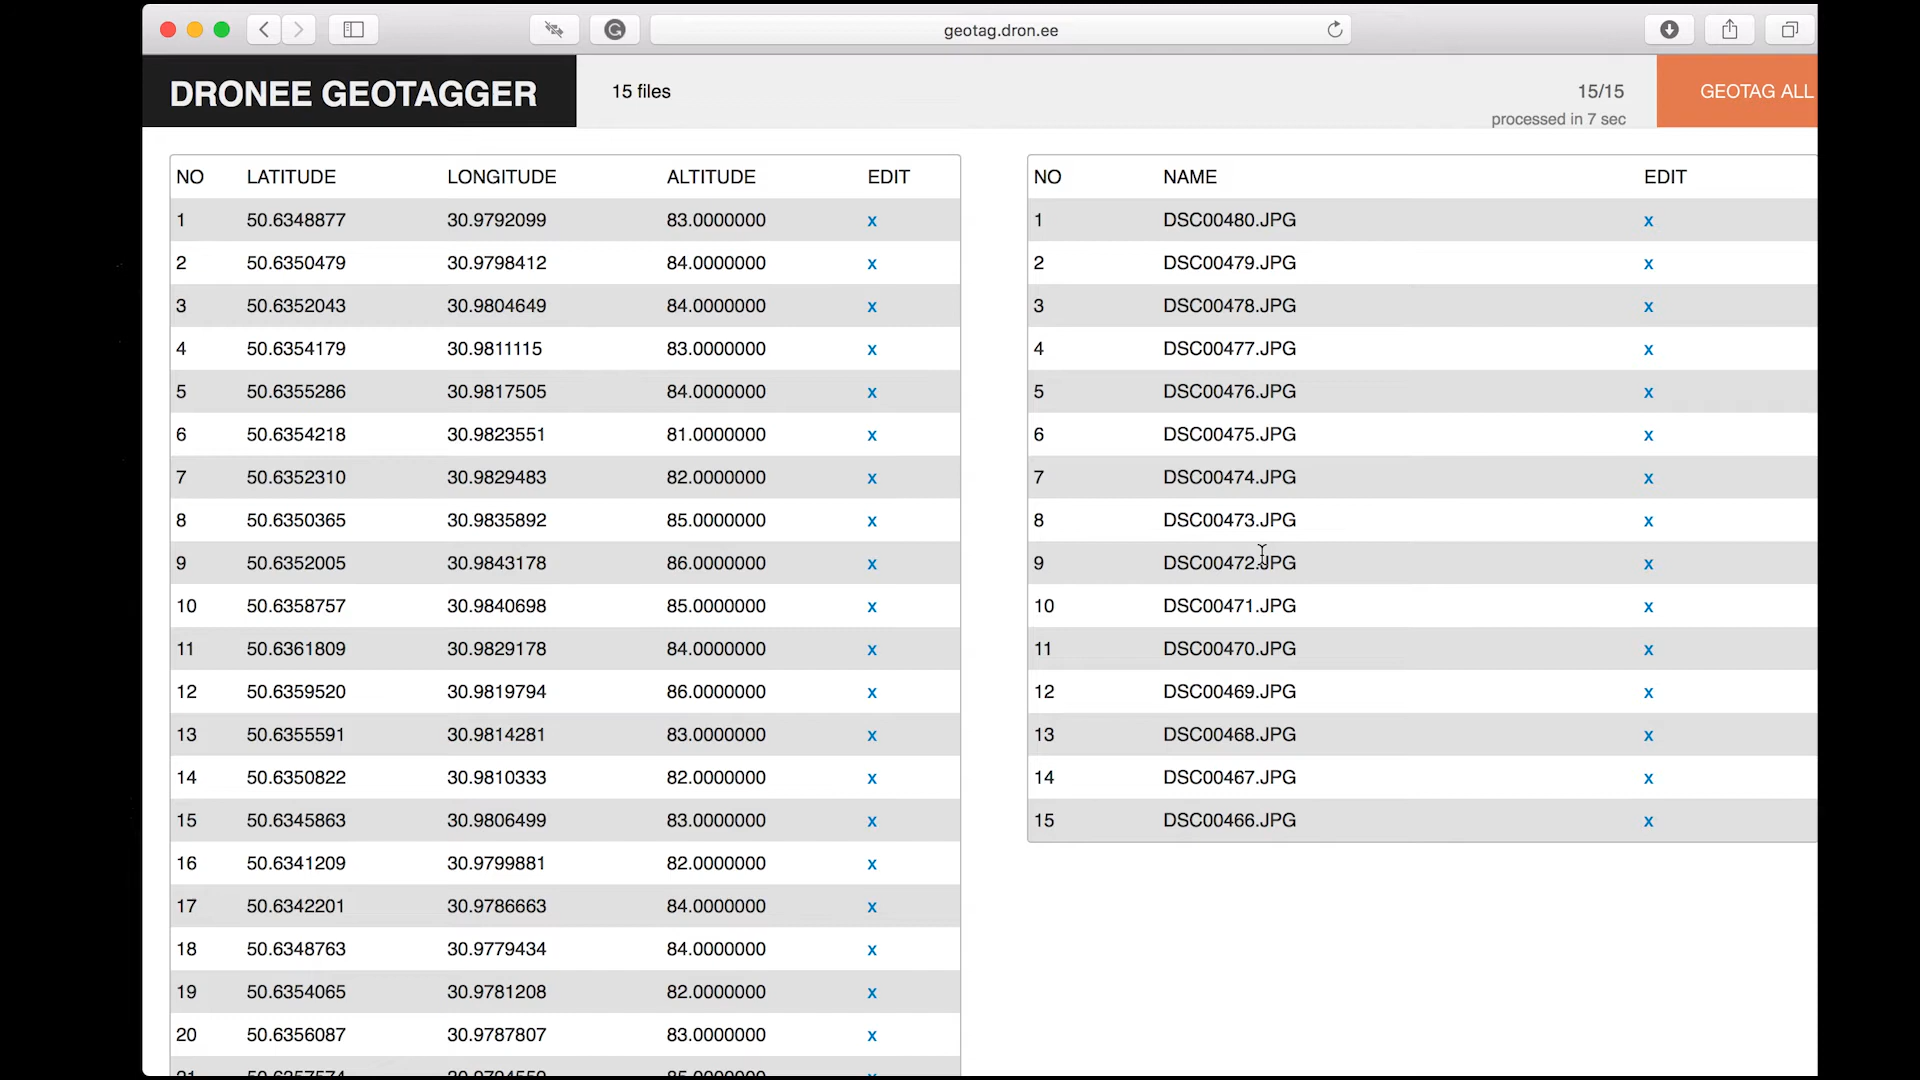 geotag.dron.ee
DRONEE GEOTAGGER
15 files
15/15
processed in 7 sec
GEOTAG ALL
NO LATITUDE LONGITUDE ALTITUDE EDIT
1 50.6348877 30.9792099 83.0000000 x
2 50.6350479 30.9798412 84.0000000 x
3 50.6352043 30.9804649 84.0000000 x
4 50.6354179 30.9811115 83.0000000 x
5 50.6355286 30.9817505 84.0000000 x
6 50.6354218 30.9823551 81.0000000 x
7 50.6352310 30.9829483 82.0000000 x
8 50.6350365 30.9835892 85.0000000 x
9 50.6352005 30.9843178 86.0000000 x
10 50.6358757 30.9840698 85.0000000 x
11 50.6361809 30.9829178 84.0000000 x
12 50.6359520 30.9819794 86.0000000 x
13 50.6355591 30.9814281 83.0000000 x
14 50.6350822 30.9810333 82.0000000 x
15 50.6345863 30.9806499 83.0000000 x
16 50.6341209 30.9799881 82.0000000 x
17 50.6342201 30.9786663 84.0000000 x
18 50.6348763 30.9779434 84.0000000 x
19 50.6354065 30.9781208 82.0000000 x
20 50.6356087 30.9787807 83.0000000 x
NO NAME EDIT
1 DSC00480.JPG x
2 DSC00479.JPG x
3 DSC00478.JPG x
4 DSC00477.JPG x
5 DSC00476.JPG x
6 DSC00475.JPG x
7 DSC00474.JPG x
8 DSC00473.JPG x
9 DSC00472.JPG x
10 DSC00471.JPG x
11 DSC00470.JPG x
12 DSC00469.JPG x
13 DSC00468.JPG x
14 DSC00467.JPG x
15 DSC00466.JPG x